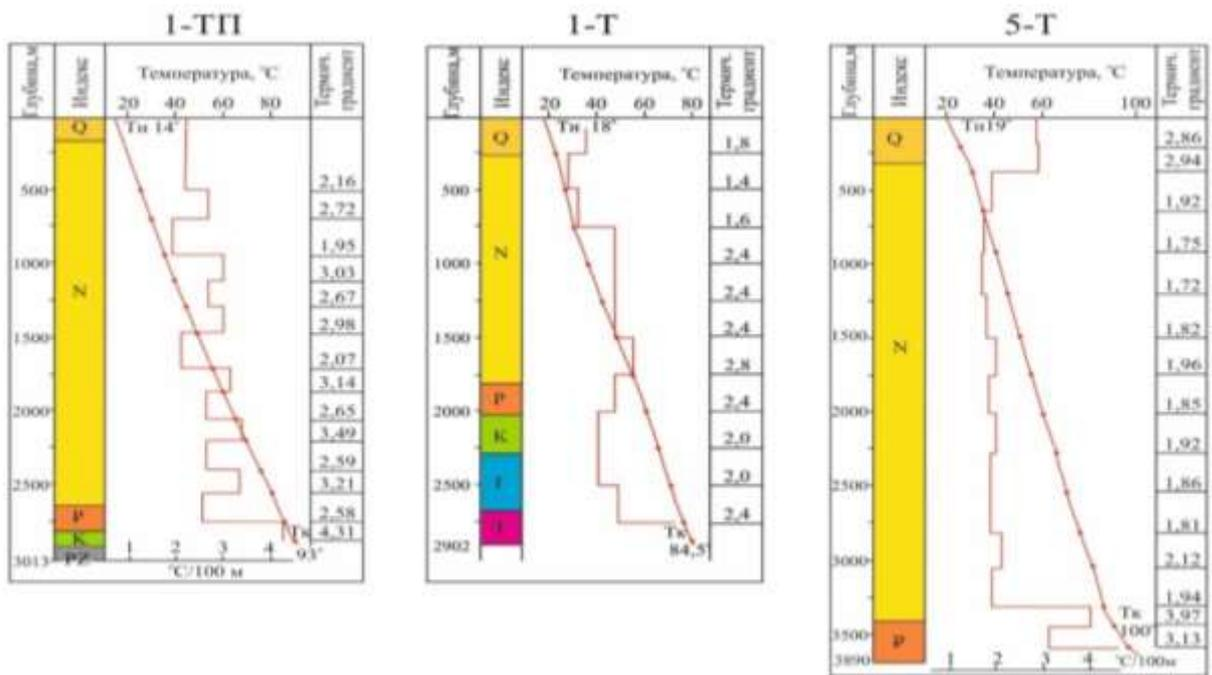 1-ТП
Глубина,м
Индекс
Температура, °С
Термич. градиент
20 40 60 80
Тн 14°
Q
Z
P
K
PZ
500
1000
1500
2000
2500
3013
2,16
2,72
1,95
3,03
2,67
2,98
2,07
3,14
2,65
3,49
2,59
3,21
2,58
4,31
Тк
93°
1 2 3 4
°С/100 м
1-Т
Глубина,м
Индекс
Температура, °С
Термич. градиент
20 40 60 80
Тн 18°
Q
N
P
K
500
1000
1500
2000
2500
2902
1,8
1,4
1,6
2,4
2,4
2,4
2,8
2,4
2,0
2,0
2,4
Тк
84,5°
5-Т
Глубина,м
Индекс
Температура, °С
Термич. градиент
20 40 60 100
Тн19°
Q
Z
P
500
1000
1500
2000
2500
3000
3500
3890
2,86
2,94
1,92
1,75
1,72
1,82
1,96
1,85
1,92
1,86
1,81
2,12
1,94
3,97
3,13
Тк
100°
1 2 3 4 °С/100м